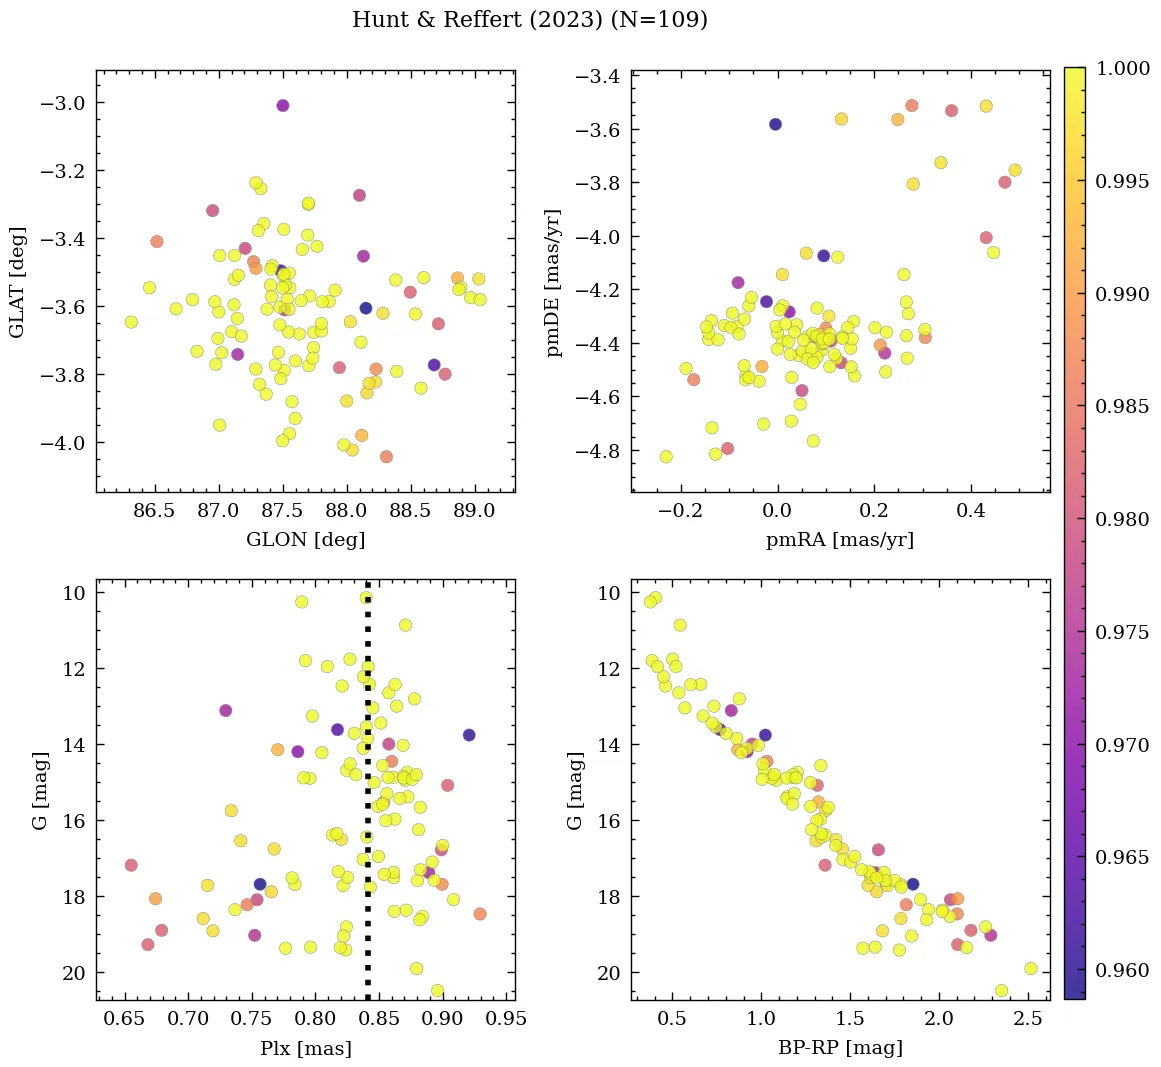 Hunt & Reffert (2023) (N=109)
GLAT [deg]
−3.0
−3.2
−3.4
−3.6
−3.8
−4.0
86.5 87.0 87.5 88.0 88.5 89.0
GLON [deg]
pmDE [mas/yr]
−3.4
−3.6
−3.8
−4.0
−4.2
−4.4
−4.6
−4.8
−0.2 0.0 0.2 0.4
pmRA [mas/yr]
G [mag]
10
12
14
16
18
20
0.65 0.70 0.75 0.80 0.85 0.90 0.95
Plx [mas]
G [mag]
10
12
14
16
18
20
0.5 1.0 1.5 2.0 2.5
BP-RP [mag]
1.000
0.995
0.990
0.985
0.980
0.975
0.970
0.965
0.960